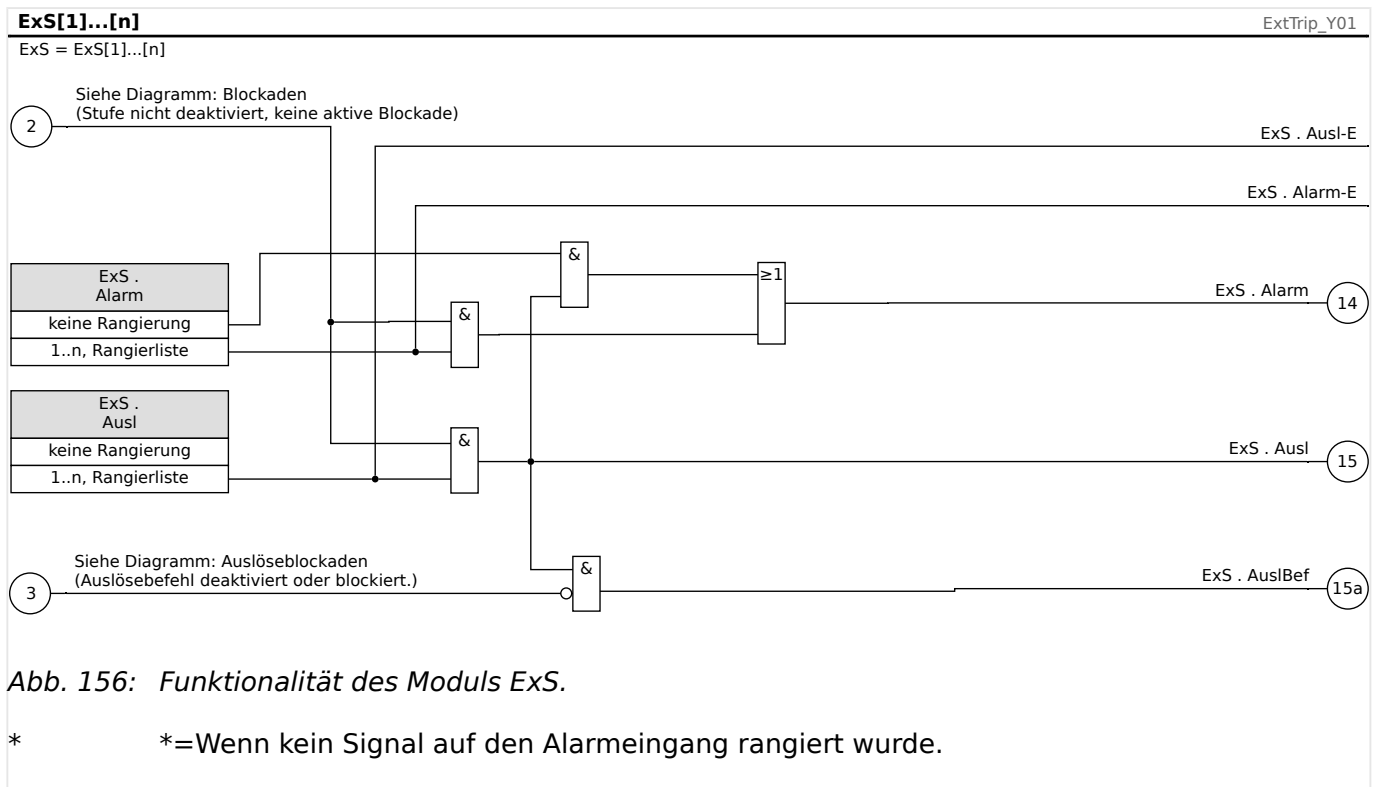 ExS[1]...[n]
ExtTrip_Y01
ExS = ExS[1]...[n]
Siehe Diagramm: Blockaden
(Stufe nicht deaktiviert, keine aktive Blockade)
2
ExS . Ausl-E
ExS . Alarm-E
&
ExS .
Alarm
≥1
ExS . Alarm
14
keine Rangierung
&
1..n, Rangierliste
ExS .
Ausl
keine Rangierung
&
ExS . Ausl
15
1..n, Rangierliste
Siehe Diagramm: Auslöseblockaden
(Auslösebefehl deaktiviert oder blockiert.)
3
&
ExS . AuslBef
15a
Abb. 156: Funktionalität des Moduls ExS.
* *=Wenn kein Signal auf den Alarmeingang rangiert wurde.